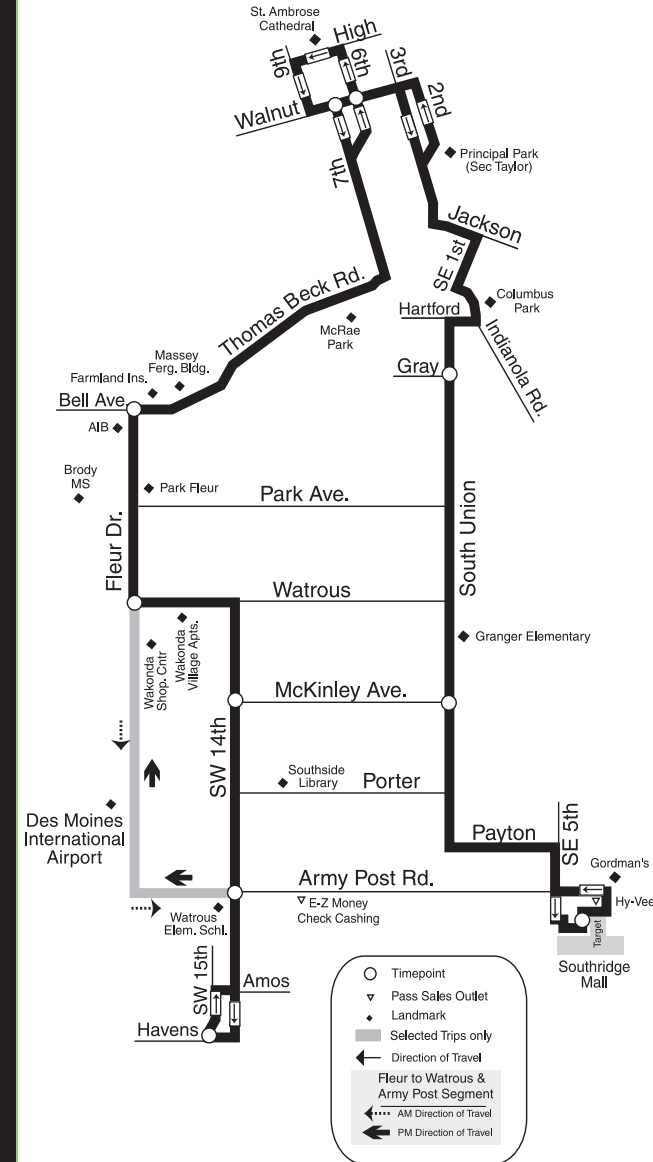 St. Ambrose
Cathedral
High
9th
6th
3rd
2nd
Walnut
7th
Principal Park
(Sec Taylor)
Jackson
SE 1st
Thomas Beck Rd.
Columbus
Park
Hartford
McRae
Park
Indianola Rd.
Massey
Ferg. Bldg.
Gray
Farmland Ins.
Bell Ave.
AIB
Brody
MS
Park Fleur
Park Ave.
Fleur Dr.
South Union
Watrous
Wakonda
Shop. Cntr
Wakonda
Village Apts.
Granger Elementary
McKinley Ave.
SW 14th
Southside
Library
Porter
Des Moines
International
Airport
Payton
SE 5th
Gordman's
Army Post Rd.
E-Z Money
Check Cashing
Hy-Vee
Target
Watrous
Elem. Schl.
Southridge
Mall
SW 15th
Amos
Havens
Timepoint
Pass Sales Outlet
Landmark
Selected Trips only
Direction of Travel
Fleur to Watrous &
Army Post Segment
AM Direction of Travel
PM Direction of Travel